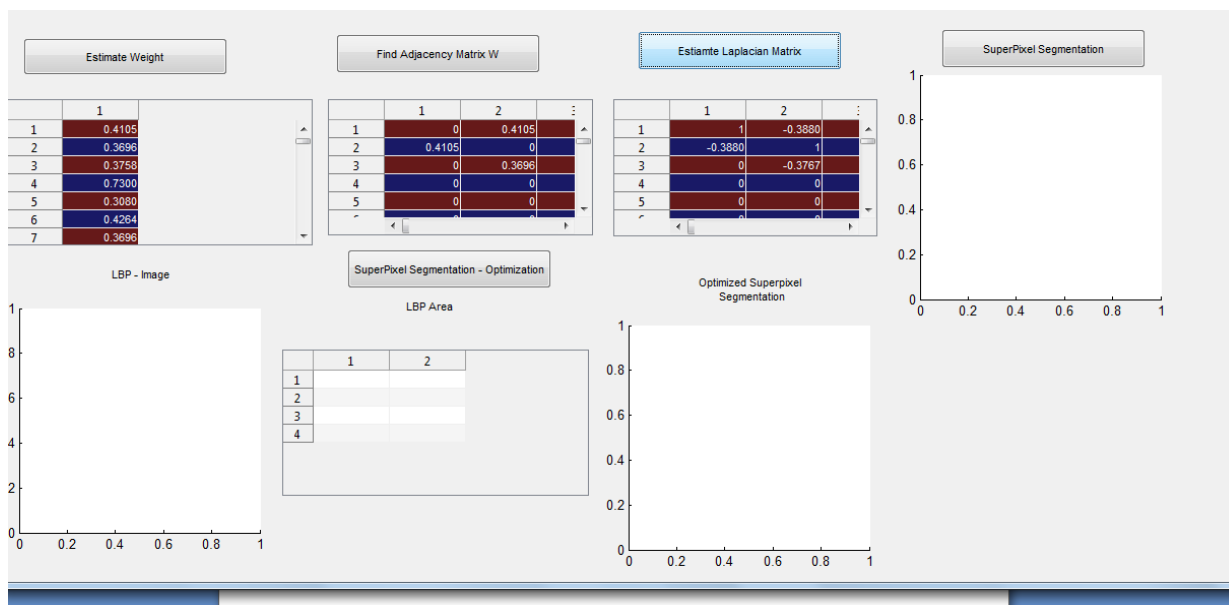 Estimate Weight
Find Adjacency Matrix W
Estiamte Laplacian Matrix
SuperPixel Segmentation
1
1 0.4105
2 0.3696
3 0.3758
4 0.7300
5 0.3080
6 0.4264
7 0.3696
1 2
1 0 0.4105
2 0.4105 0
3 0 0.3696
4 0 0
5 0 0
1 2
1 1 -0.3880
2 -0.3880 1
3 0 -0.3767
4 0 0
5 0 0
1
0.8
0.6
0.4
0.2
0
0 0.2 0.4 0.6 0.8 1
LBP - Image
1
8
6
4
2
0
0 0.2 0.4 0.6 0.8 1
SuperPixel Segmentation - Optimization
LBP Area
1 2
1
2
3
4
Optimized Superpixel
Segmentation
1
0.8
0.6
0.4
0.2
0
0 0.2 0.4 0.6 0.8 1